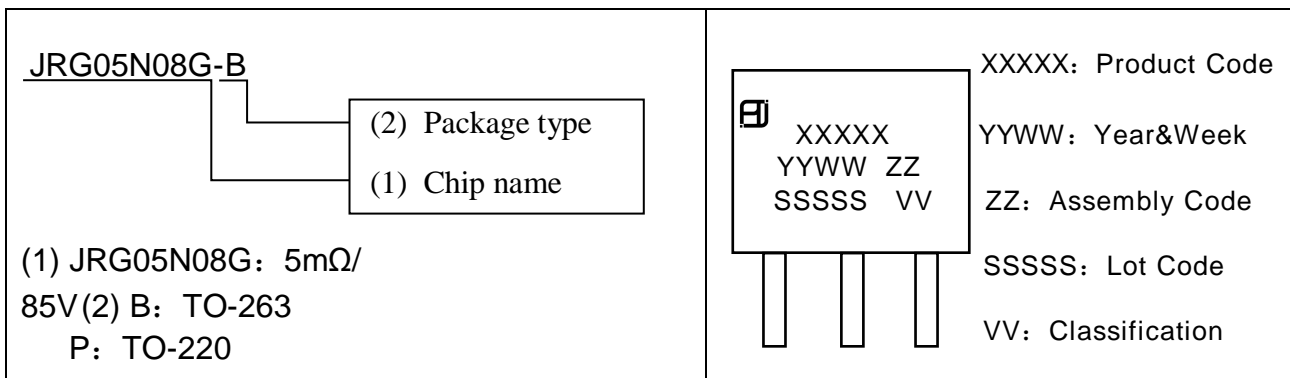 JRG05N08G-B
(2) Package type
(1) Chip name
(1) JRG05N08G：5mΩ/
85V(2) B：TO-263
P：TO-220
XXXXX
YYWW ZZ
SSSSS VV
XXXXX：Product Code
YYWW：Year&Week
ZZ：Assembly Code
SSSSS：Lot Code
VV：Classification